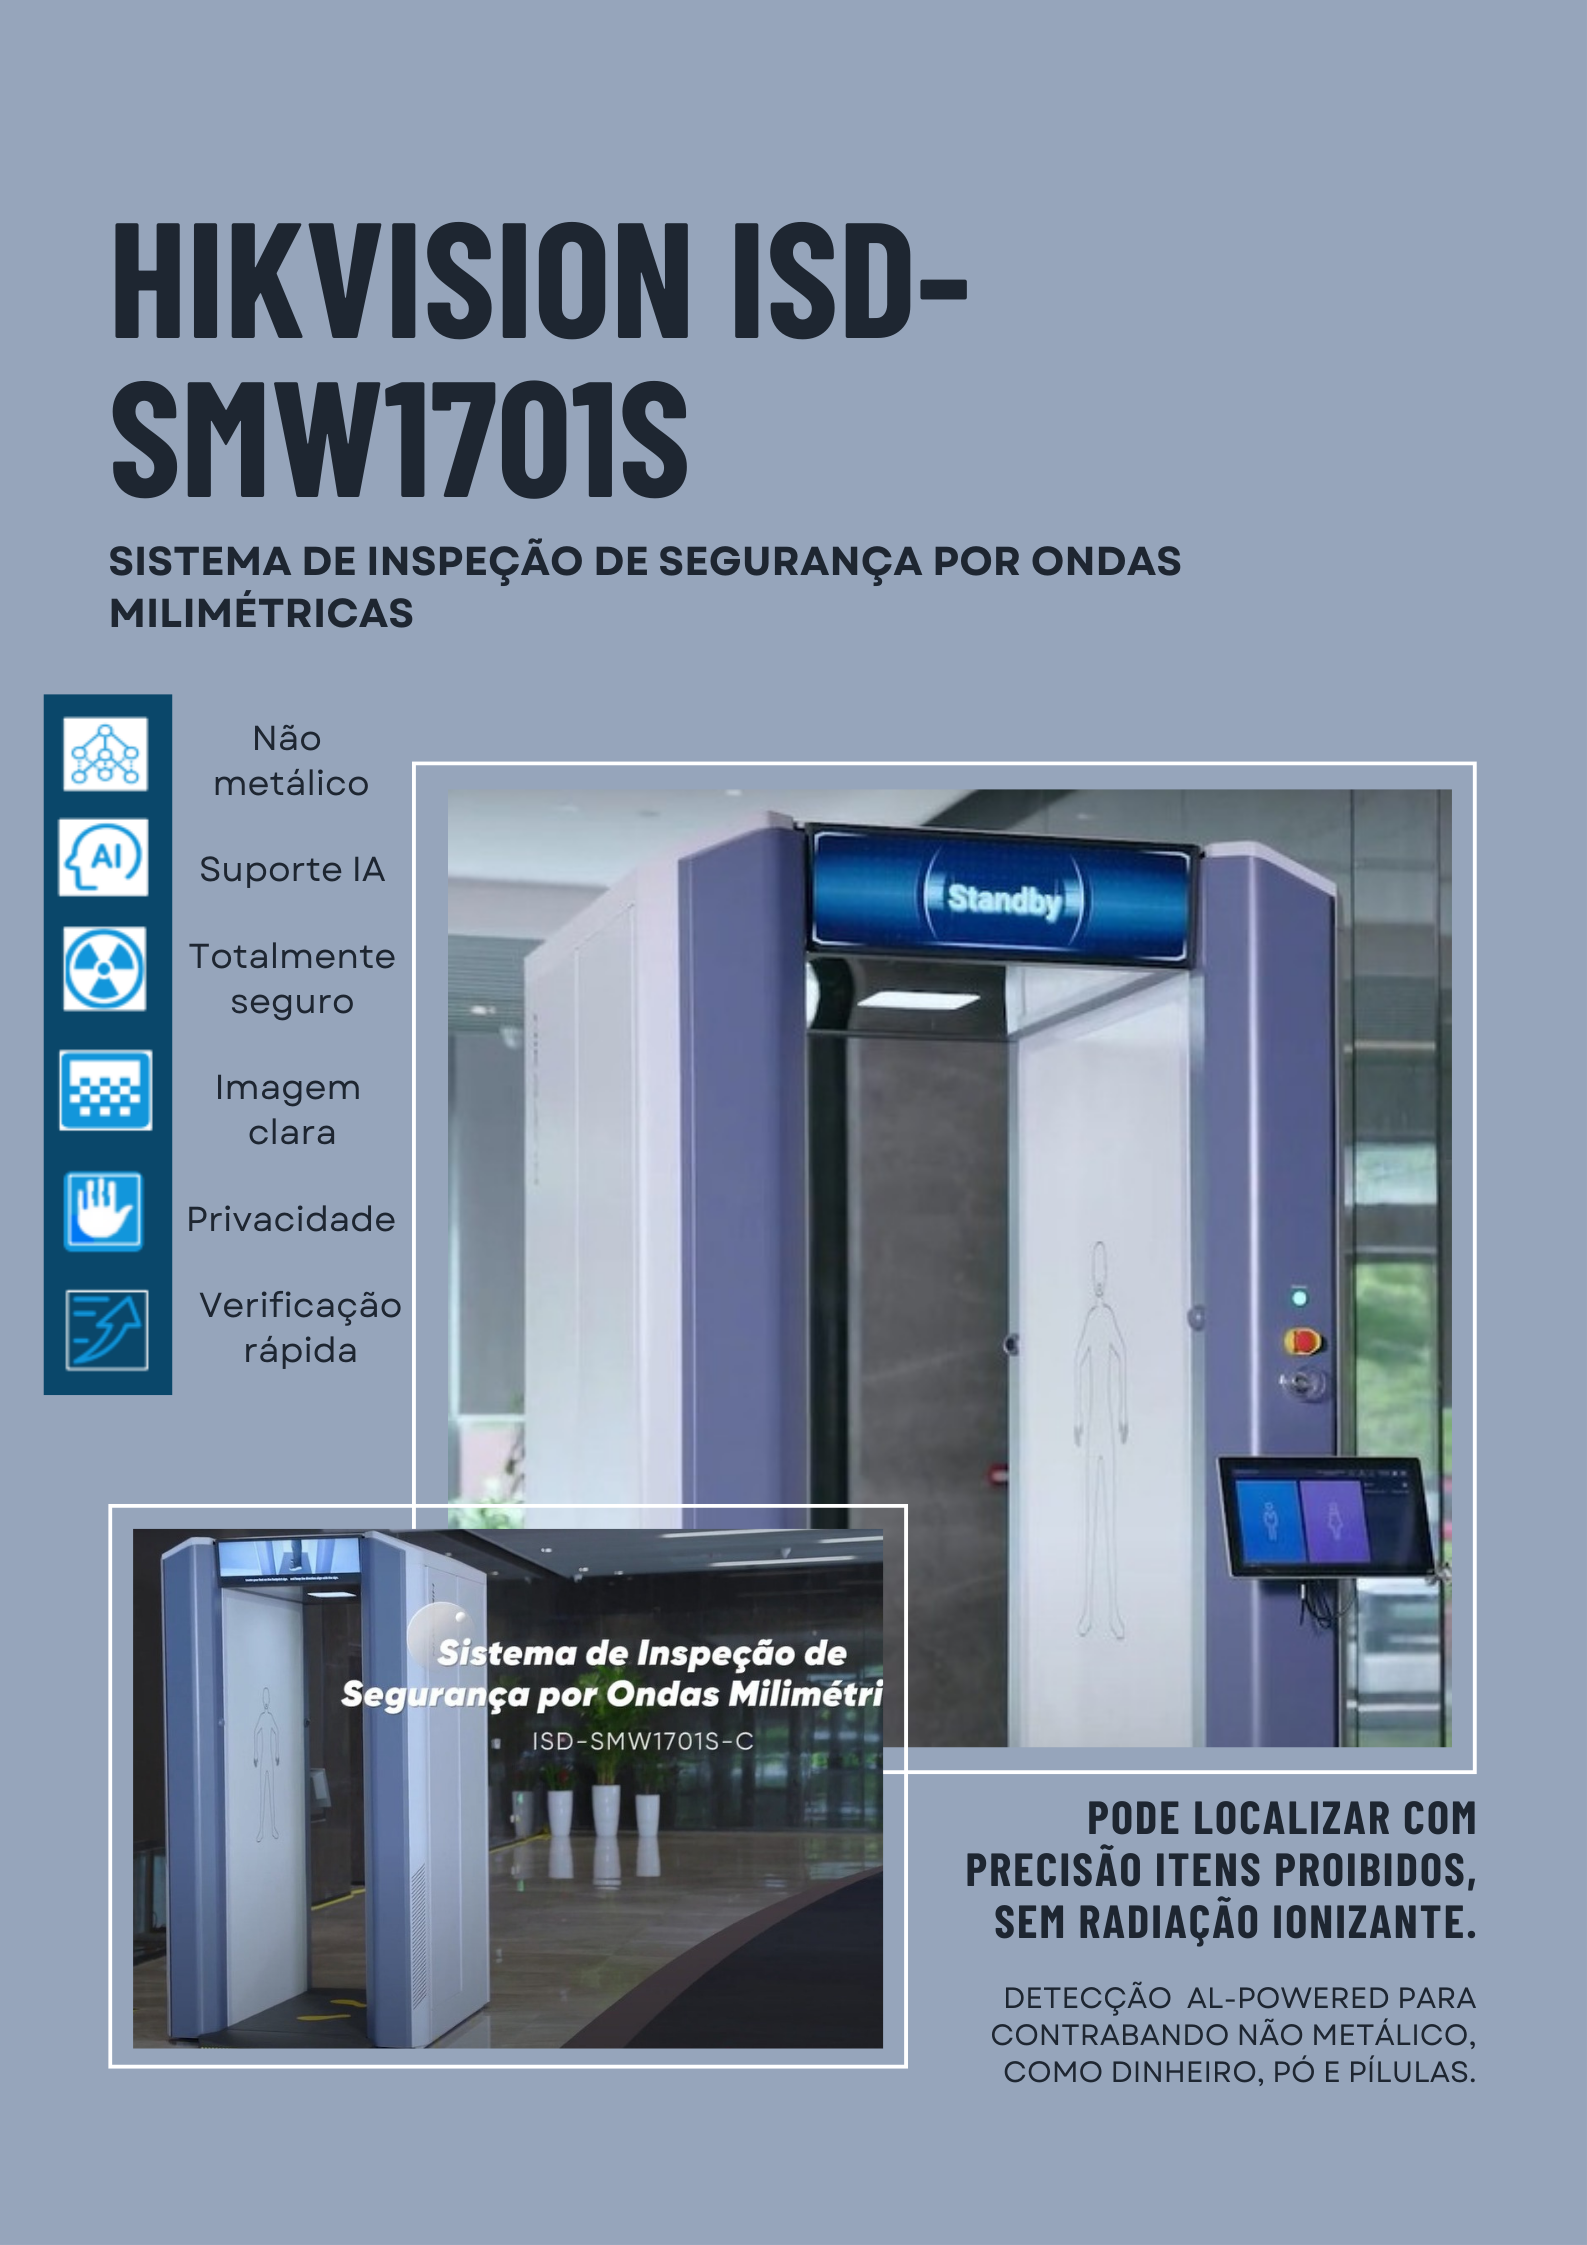 HIKVISION ISD-
SMW1701S
SISTEMA DE INSPEÇÃO DE SEGURANÇA POR ONDAS
MILIMÉTRICAS
Não
metálico
AI
Suporte IA
Totalmente
seguro
Imagem
clara
Privacidade
Verificação
rápida
Standby
Sistema de Inspeção de
Segurança por Ondas Milimétri
ISD-SMW1701S-C
PODE LOCALIZAR COM
PRECISÃO ITENS PROIBIDOS,
SEM RADIAÇÃO IONIZANTE.
DETECÇÃO  AL-POWERED PARA
CONTRABANDO NÃO METÁLICO,
COMO DINHEIRO, PÓ E PÍLULAS.